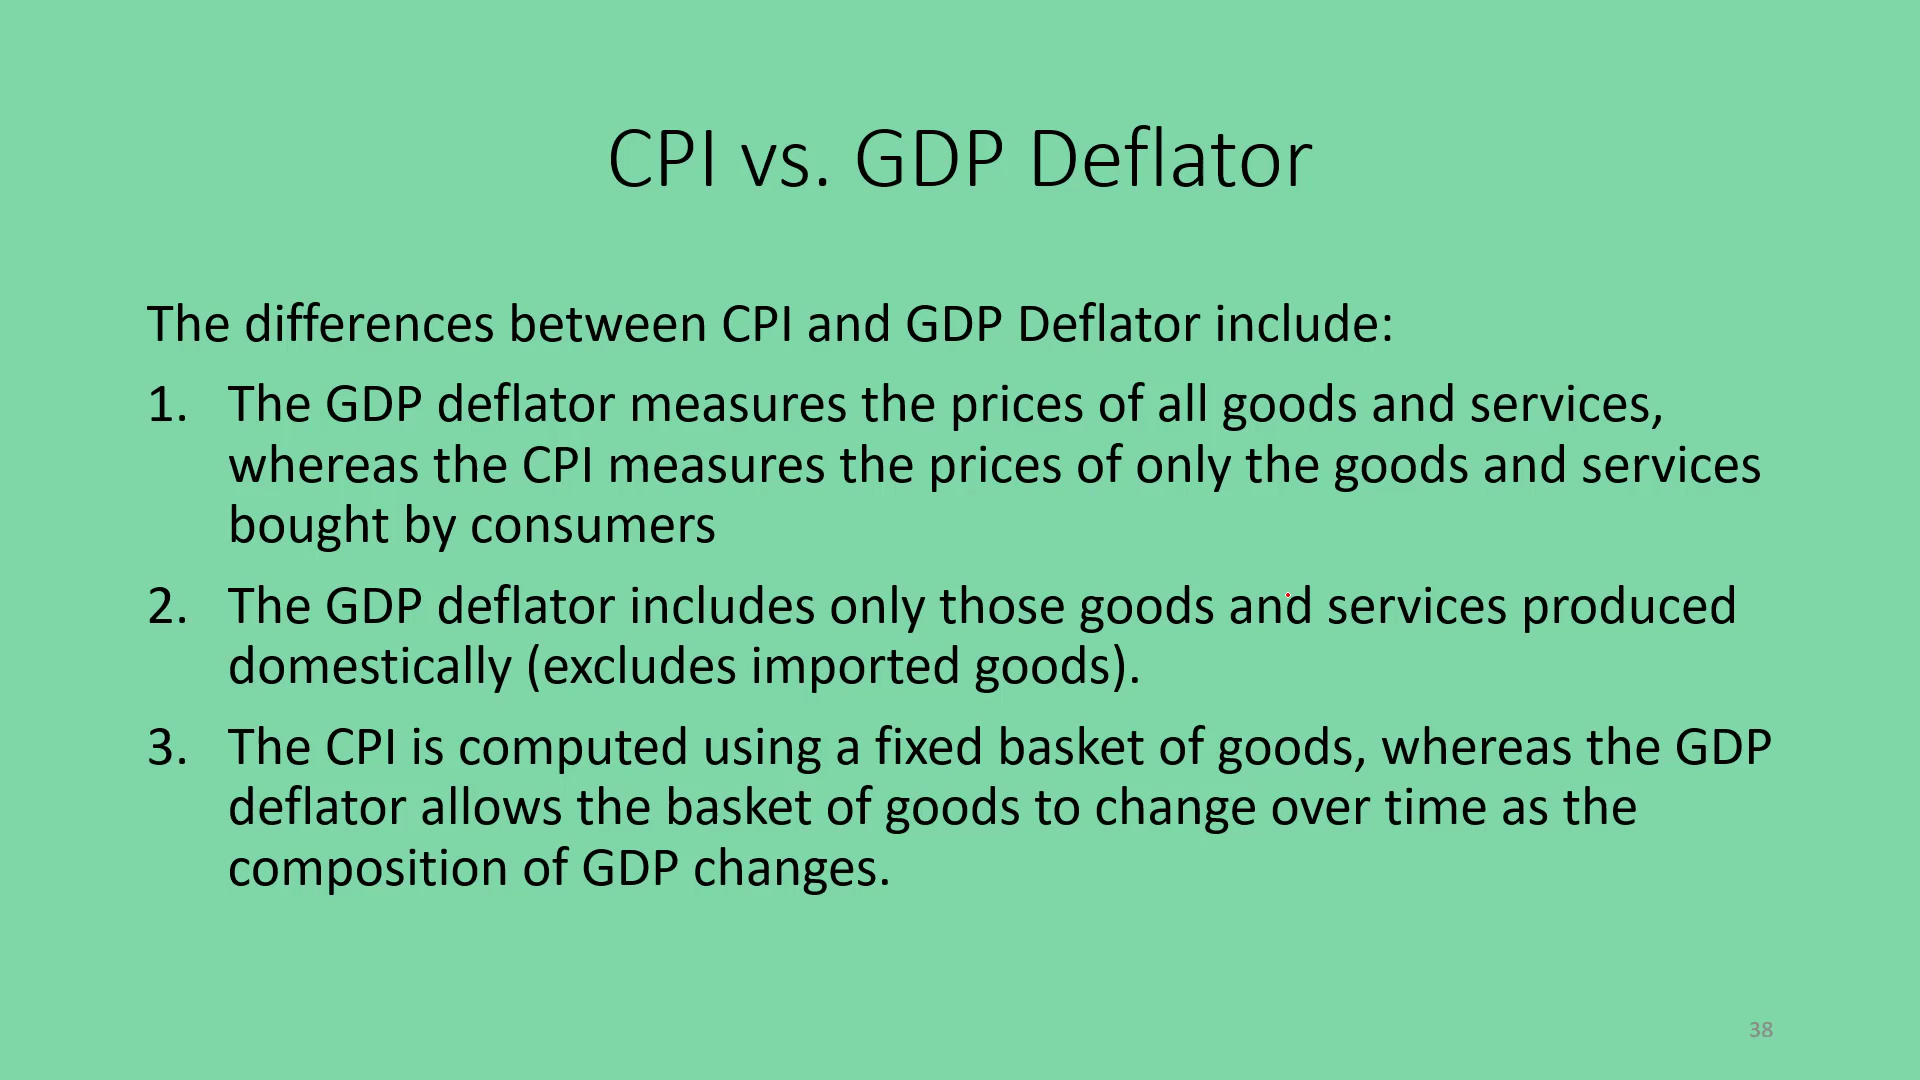 CPI vs. GDP Deflator
The differences between CPI and GDP Deflator include:
1. The GDP deflator measures the prices of all goods and services,
whereas the CPI measures the prices of only the goods and services
bought by consumers
2. The GDP deflator includes only those goods and services produced
domestically (excludes imported goods).
3. The CPI is computed using a fixed basket of goods, whereas the GDP
deflator allows the basket of goods to change over time as the
composition of GDP changes.
38